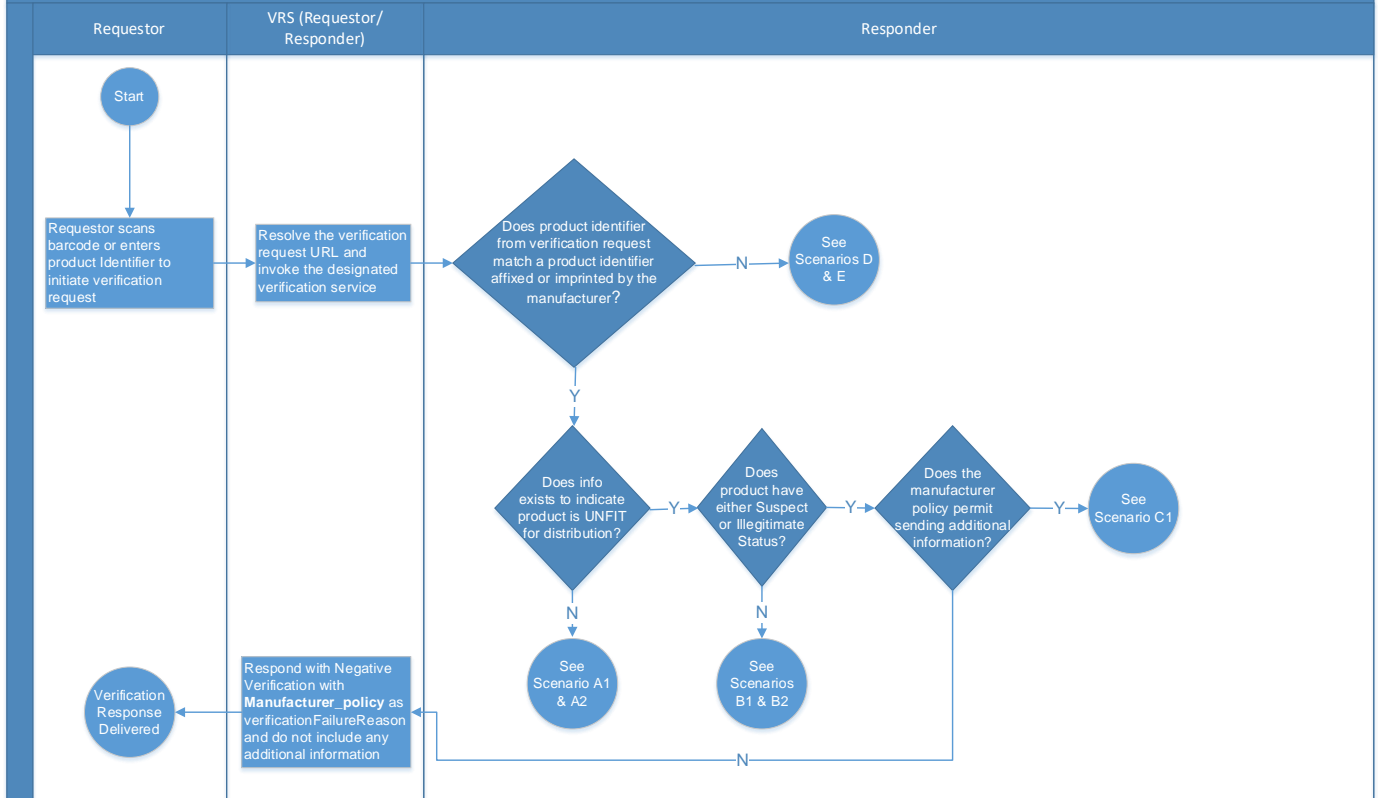 Requestor
VRS (Requestor/
Responder)
Responder
Start
Requestor scans
barcode or enters
product Identifier to
initiate verification
request
Resolve the verification
request URL and
invoke the designated
verification service
Does product identifier
from verification request
match a product identifier
affixed or imprinted by the
manufacturer?
N
See
Scenarios D
& E
Y
Does info
exists to indicate
product is UNFIT
for distribution?
Y
Does
product have
either Suspect
or Illegitimate
Status?
Y
Does the
manufacturer
policy permit
sending additional
information?
Y
See
Scenario C1
N
N
See
Scenario A1
& A2
See
Scenarios
B1 & B2
Verification
Response
Delivered
Respond with Negative
Verification with
Manufacturer_policy as
verificationFailureReason
and do not include any
additional information
N